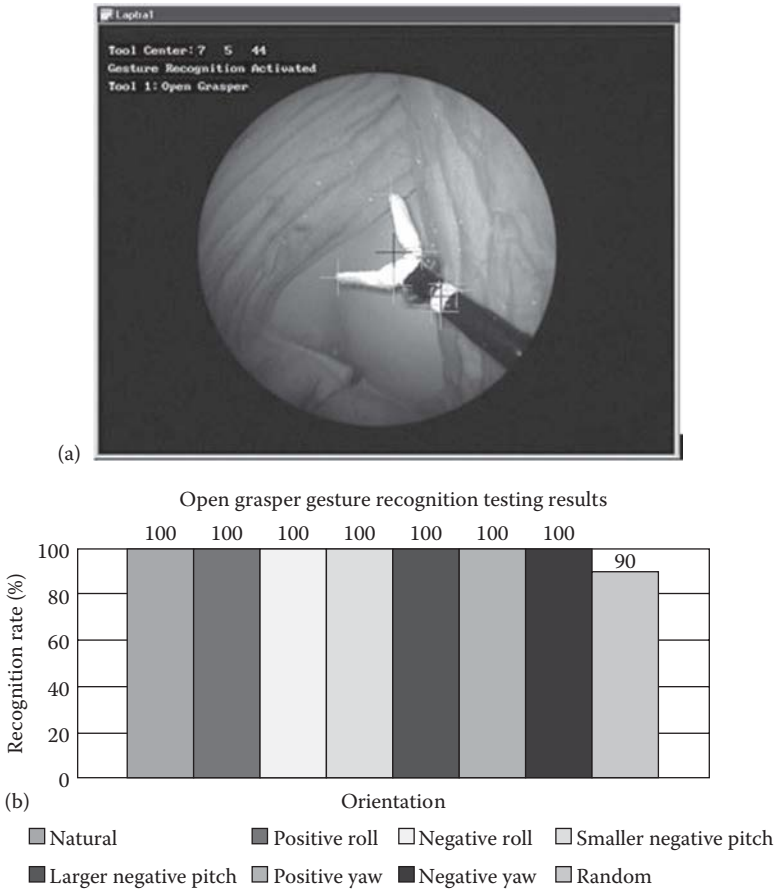 Laptra1
Tool Center: 7 5 44
Gesture Recognition Activated
Tool 1: Open Grasper
(a)
Open grasper gesture recognition testing results
100 100 100 100 100 100 100
90
Recognition rate (%)
100
80
60
40
20
0
(b)
Orientation
Natural Positive roll Negative roll Smaller negative pitch
Larger negative pitch Positive yaw Negative yaw Random